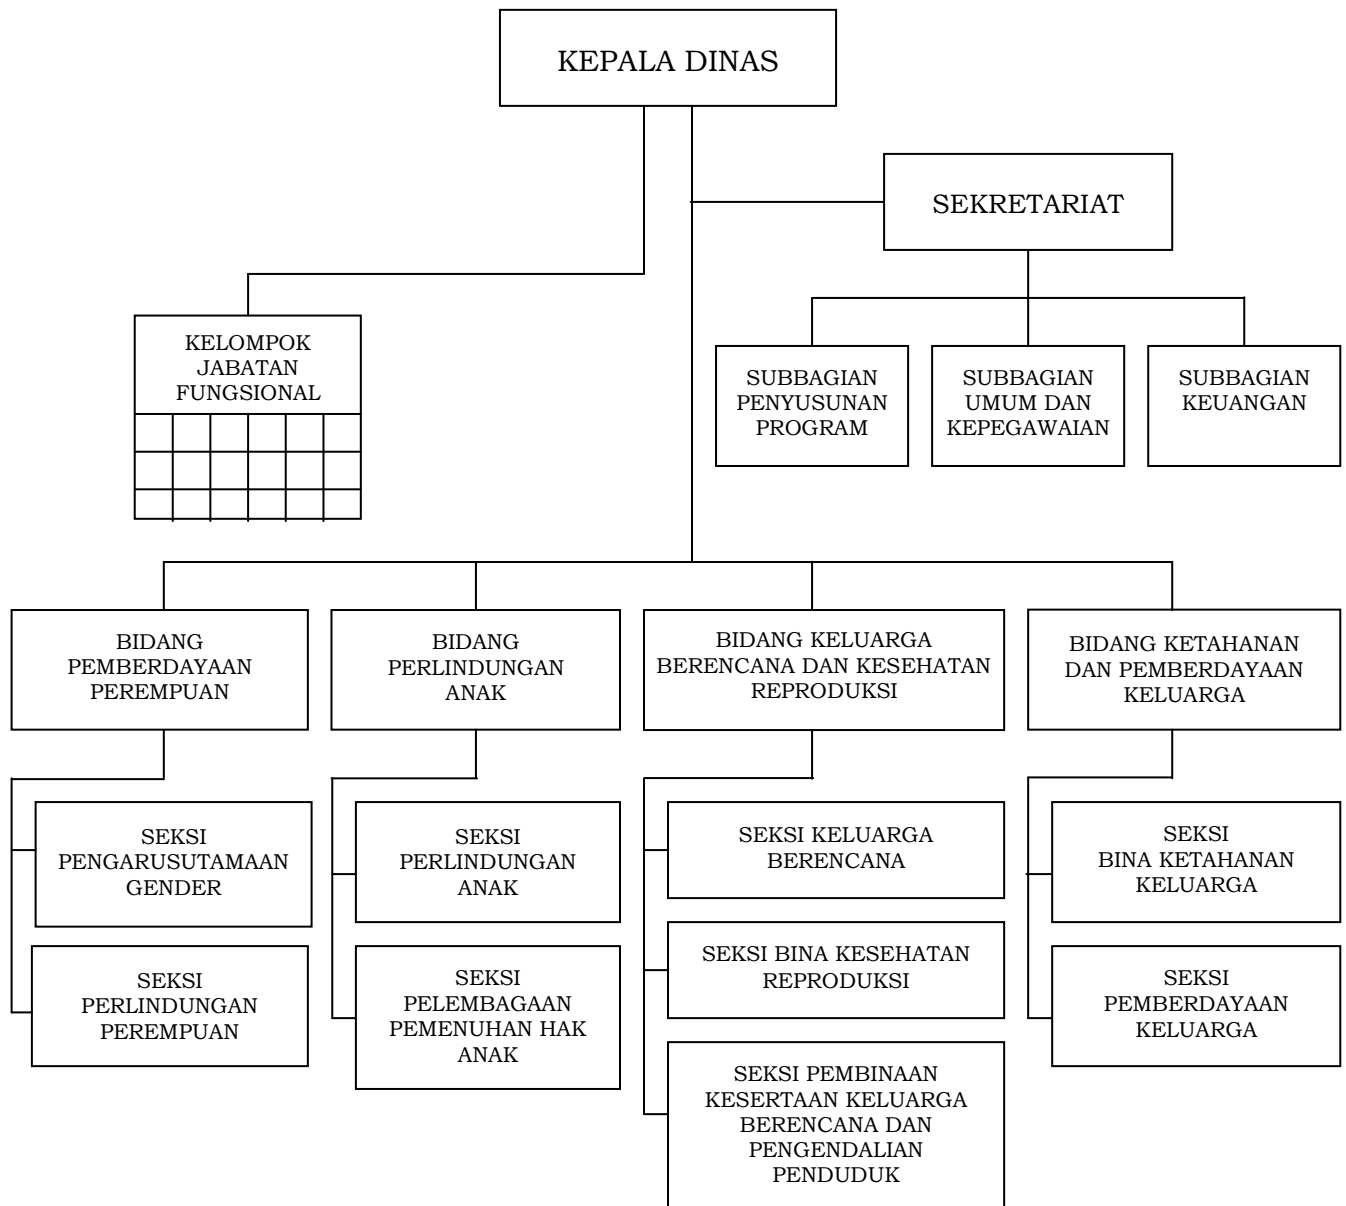 KEPALA DINAS
SEKRETARIAT
KELOMPOK
JABATAN
FUNGSIONAL
SUBBAGIAN
PENYUSUNAN
PROGRAM
SUBBAGIAN
UMUM DAN
KEPEGAWAIAN
SUBBAGIAN
KEUANGAN
BIDANG
PEMBERDAYAAN
PEREMPUAN
BIDANG
PERLINDUNGAN
ANAK
BIDANG KELUARGA
BERENCANA DAN KESEHATAN
REPRODUKSI
BIDANG KETAHANAN
DAN PEMBERDAYAAN
KELUARGA
SEKSI
PENGARUSUTAMAAN
GENDER
SEKSI
PERLINDUNGAN
PEREMPUAN
SEKSI
PERLINDUNGAN
ANAK
SEKSI
PELEMBAGAAN
PEMENUHAN HAK
ANAK
SEKSI KELUARGA
BERENCANA
SEKSI BINA KESEHATAN
REPRODUKSI
SEKSI PEMBINAAN
KESERTAAN KELUARGA
BERENCANA DAN
PENGENDALIAN
PENDUDUK
SEKSI
BINA KETAHANAN
KELUARGA
SEKSI
PEMBERDAYAAN
KELUARGA